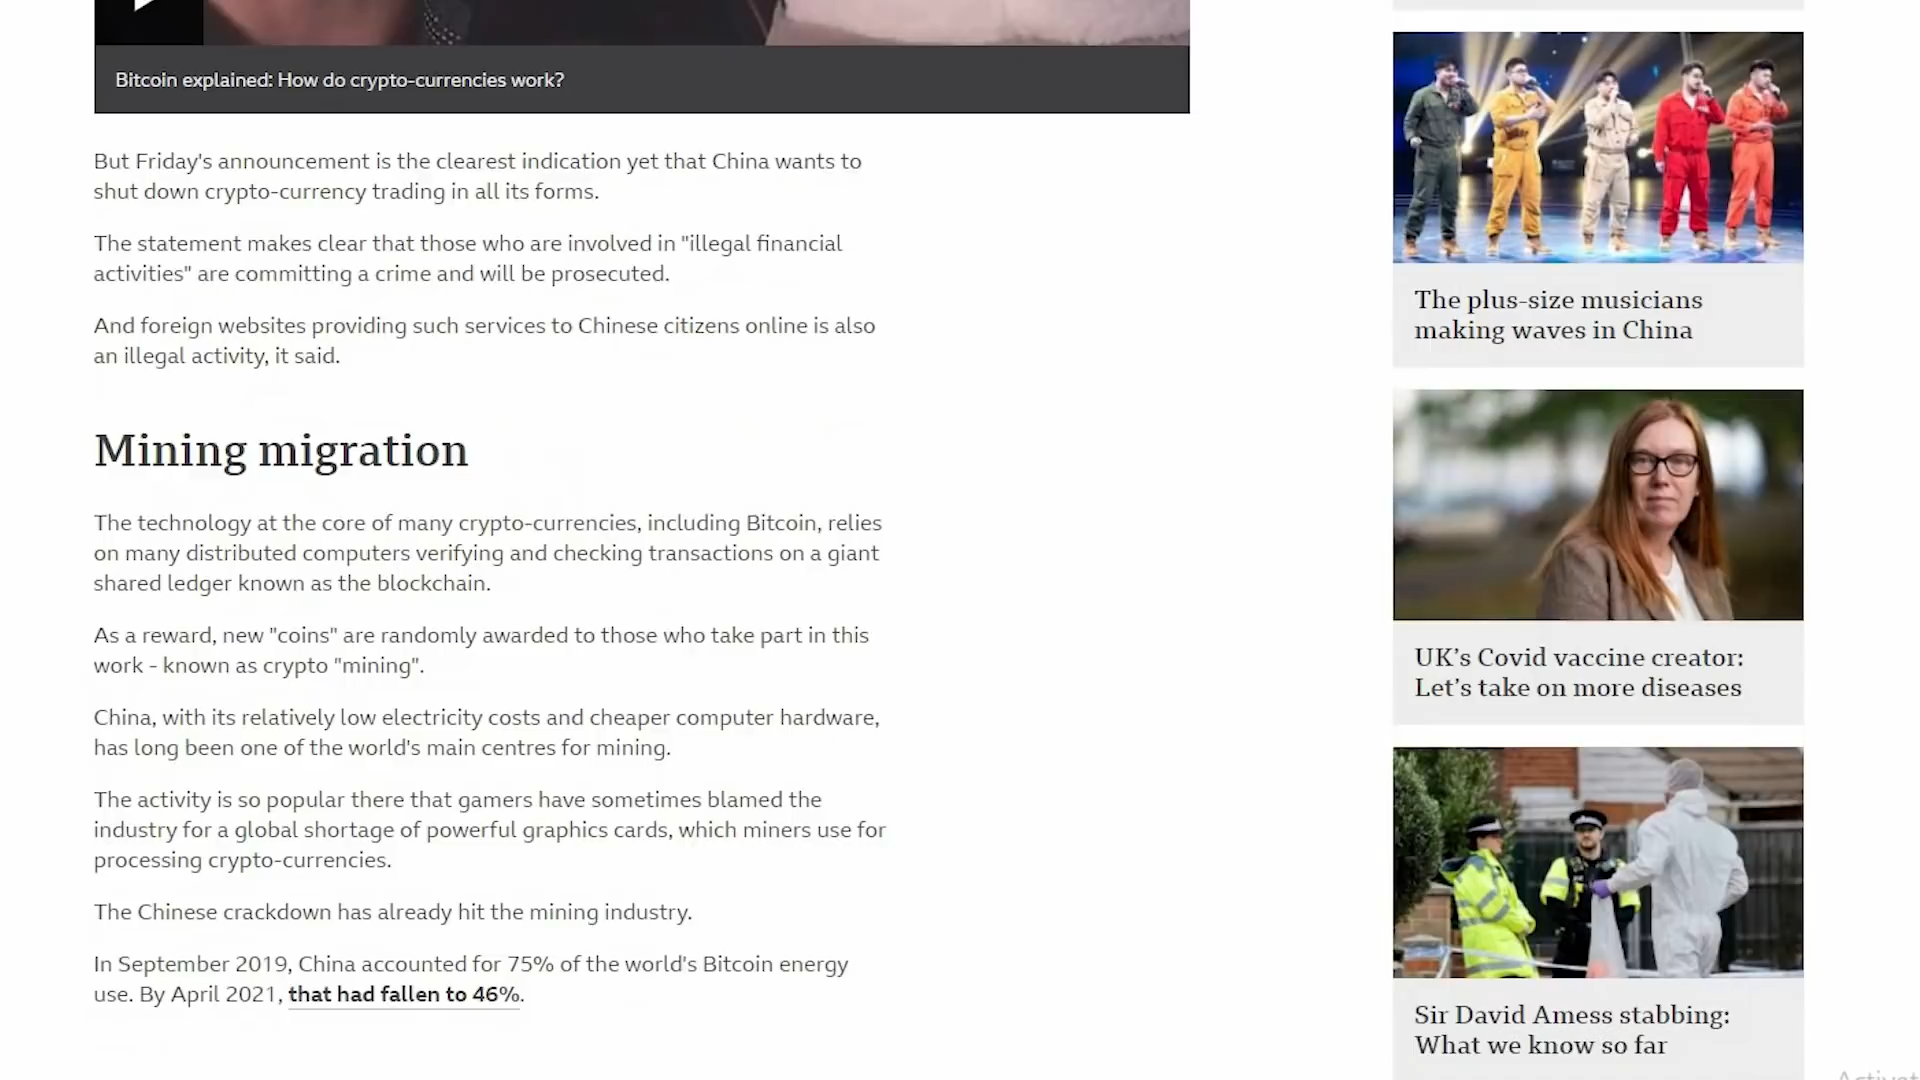 Bitcoin explained: How do crypto-currencies work?
But Friday's announcement is the clearest indication yet that China wants to
shut down crypto-currency trading in all its forms.
The statement makes clear that those who are involved in "illegal financial
activities" are committing a crime and will be prosecuted.
And foreign websites providing such services to Chinese citizens online is also
an illegal activity, it said.
Mining migration
The technology at the core of many crypto-currencies, including Bitcoin, relies
on many distributed computers verifying and checking transactions on a giant
shared ledger known as the blockchain.
As a reward, new "coins" are randomly awarded to those who take part in this
work - known as crypto "mining".
China, with its relatively low electricity costs and cheaper computer hardware,
has long been one of the world's main centres for mining.
The activity is so popular there that gamers have sometimes blamed the
industry for a global shortage of powerful graphics cards, which miners use for
processing crypto-currencies.
The Chinese crackdown has already hit the mining industry.
In September 2019, China accounted for 75% of the world's Bitcoin energy
use. By April 2021, that had fallen to 46%.
The plus-size musicians
making waves in China
UK's Covid vaccine creator:
Let's take on more diseases
Sir David Amess stabbing:
What we know so far